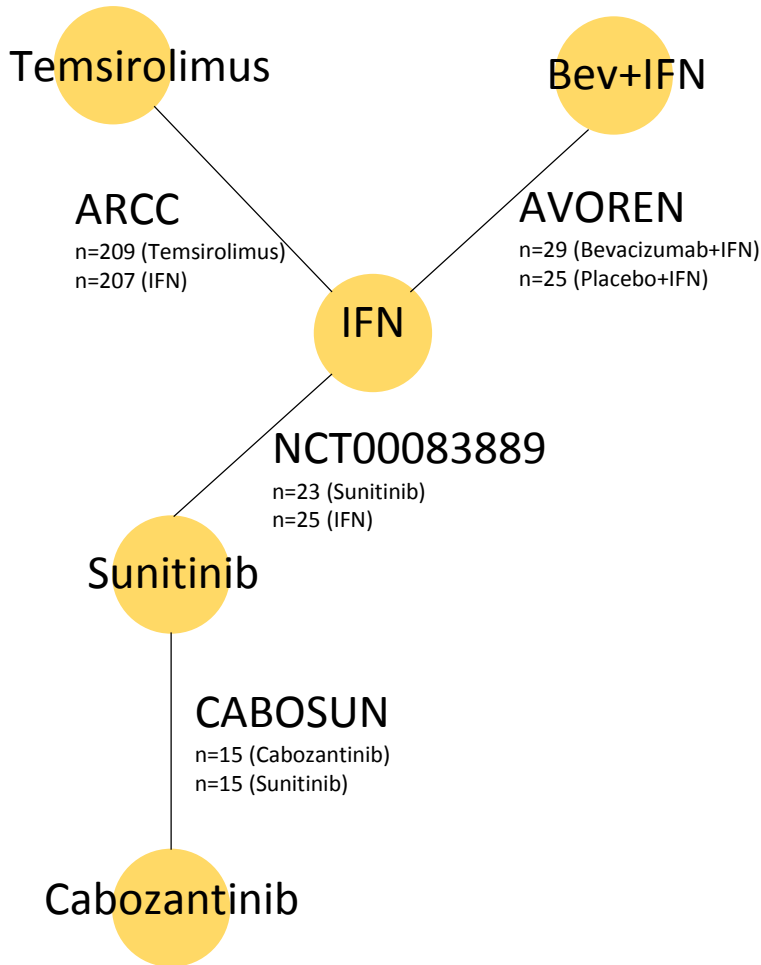 Temsirolimus
Bev+IFN
ARCC
n=209 (Temsirolimus)
n=207 (IFN)
AVOREN
n=29 (Bevacizumab+IFN)
n=25 (Placebo+IFN)
IFN
NCT00083889
n=23 (Sunitinib)
n=25 (IFN)
Sunitinib
CABOSUN
n=15 (Cabozantinib)
n=15 (Sunitinib)
Cabozantinib